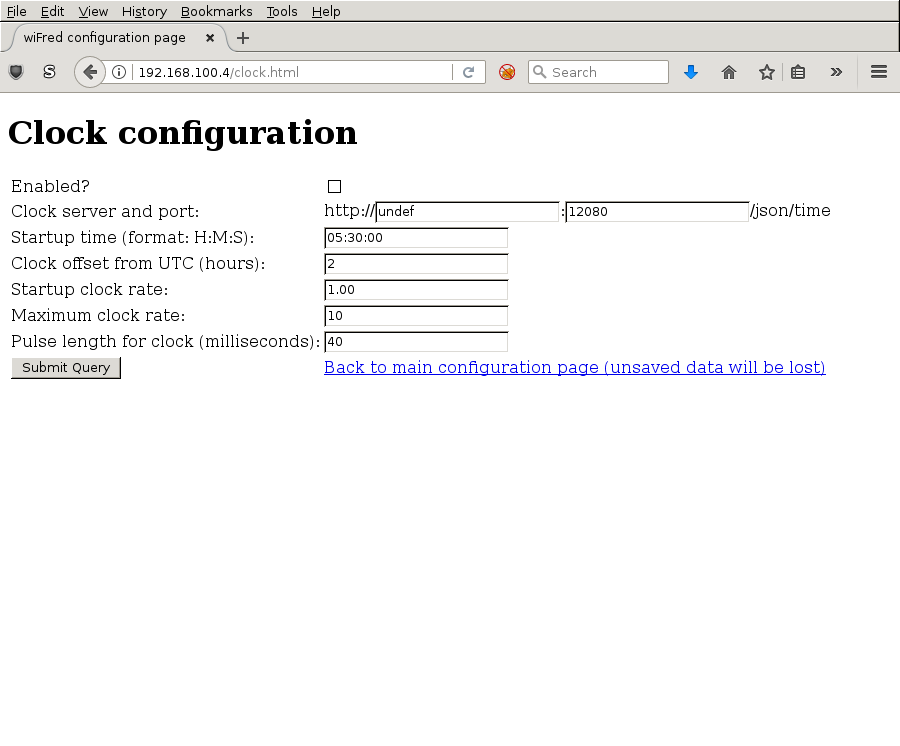 File Edit View History Bookmarks Tools Help
wiFred configuration page
192.168.100.4/clock.html Search
Clock configuration
Enabled?
Clock server and port: http://undef:12080/json/time
Startup time (format: H:M:S): 05:30:00
Clock offset from UTC (hours): 2
Startup clock rate: 1.00
Maximum clock rate: 10
Pulse length for clock (milliseconds): 40
Submit Query Back to main configuration page (unsaved data will be lost)